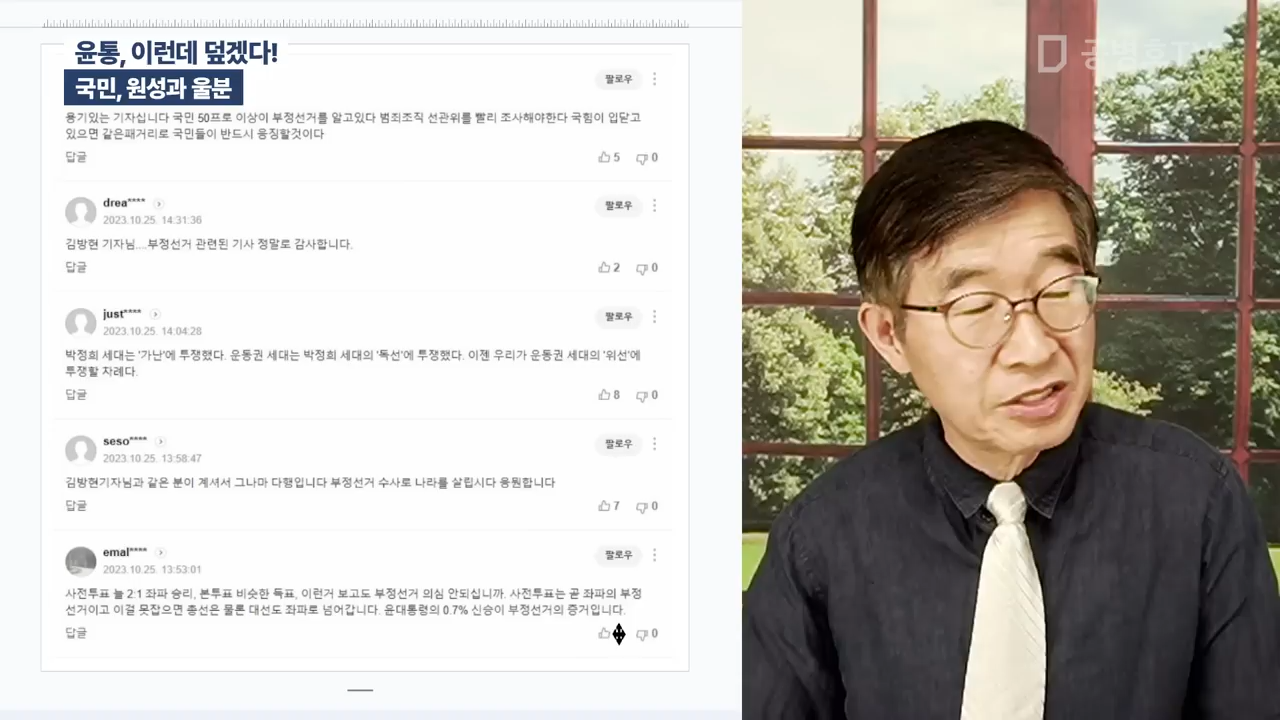 윤통, 이런데 덮겠다!
국민, 원성과 울분
공병호TV
팔로우
용기있는 기자십니다 국민 50프로 이상이 부정선거를 알고있다 범죄조직 선관위를 빨리 조사해야한다 국힘이 입닫고
있으면 같은패거리로 국민들이 반드시 응징할것이다
답글
5 0
drea****
팔로우
2023.10.25. 14:31:36
김방현 기자님....부정선거 관련된 기사 정말로 감사합니다.
답글
2 0
just****
팔로우
2023.10.25. 14:04:28
박정희 세대는 '가난'에 투쟁했다. 운동권 세대는 박정희 세대의 '독선'에 투쟁했다. 이젠 우리가 운동권 세대의 '위선'에
투쟁할 차례다.
답글
8 0
seso****
팔로우
2023.10.25. 13:58:47
김방현기자님과 같은 분이 계셔서 그나마 다행입니다 부정선거 수사로 나라를 살립시다 응원합니다
답글
7 0
emal****
팔로우
2023.10.25. 13:53:01
사전투표 늘 2:1 좌파 승리, 본투표 비슷한 득표, 이런거 보고도 부정선거 의심 안되십니까. 사전투표는 곧 좌파의 부정
선거이고 이걸 못잡으면 총선은 물론 대선도 좌파로 넘어갑니다. 윤대통령의 0.7% 신승이 부정선거의 증거입니다.
답글
0